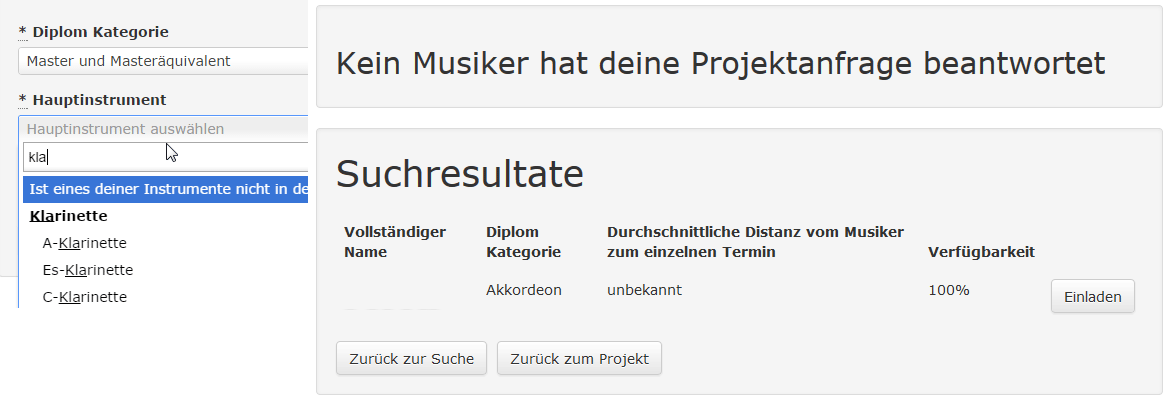 * Diplom Kategorie
Master und Masteräquivalent
* Hauptinstrument
Hauptinstrument auswählen
kla
Ist eines deiner Instrumente nicht in de
Klarinette
A-Klarinette
Es-Klarinette
C-Klarinette
Kein Musiker hat deine Projektanfrage beantwortet
Suchresultate
Vollständiger Name
Diplom Kategorie
Durchschnittliche Distanz vom Musiker zum einzelnen Termin
Verfügbarkeit
Akkordeon unbekannt 100% Einladen
Zurück zur Suche Zurück zum Projekt